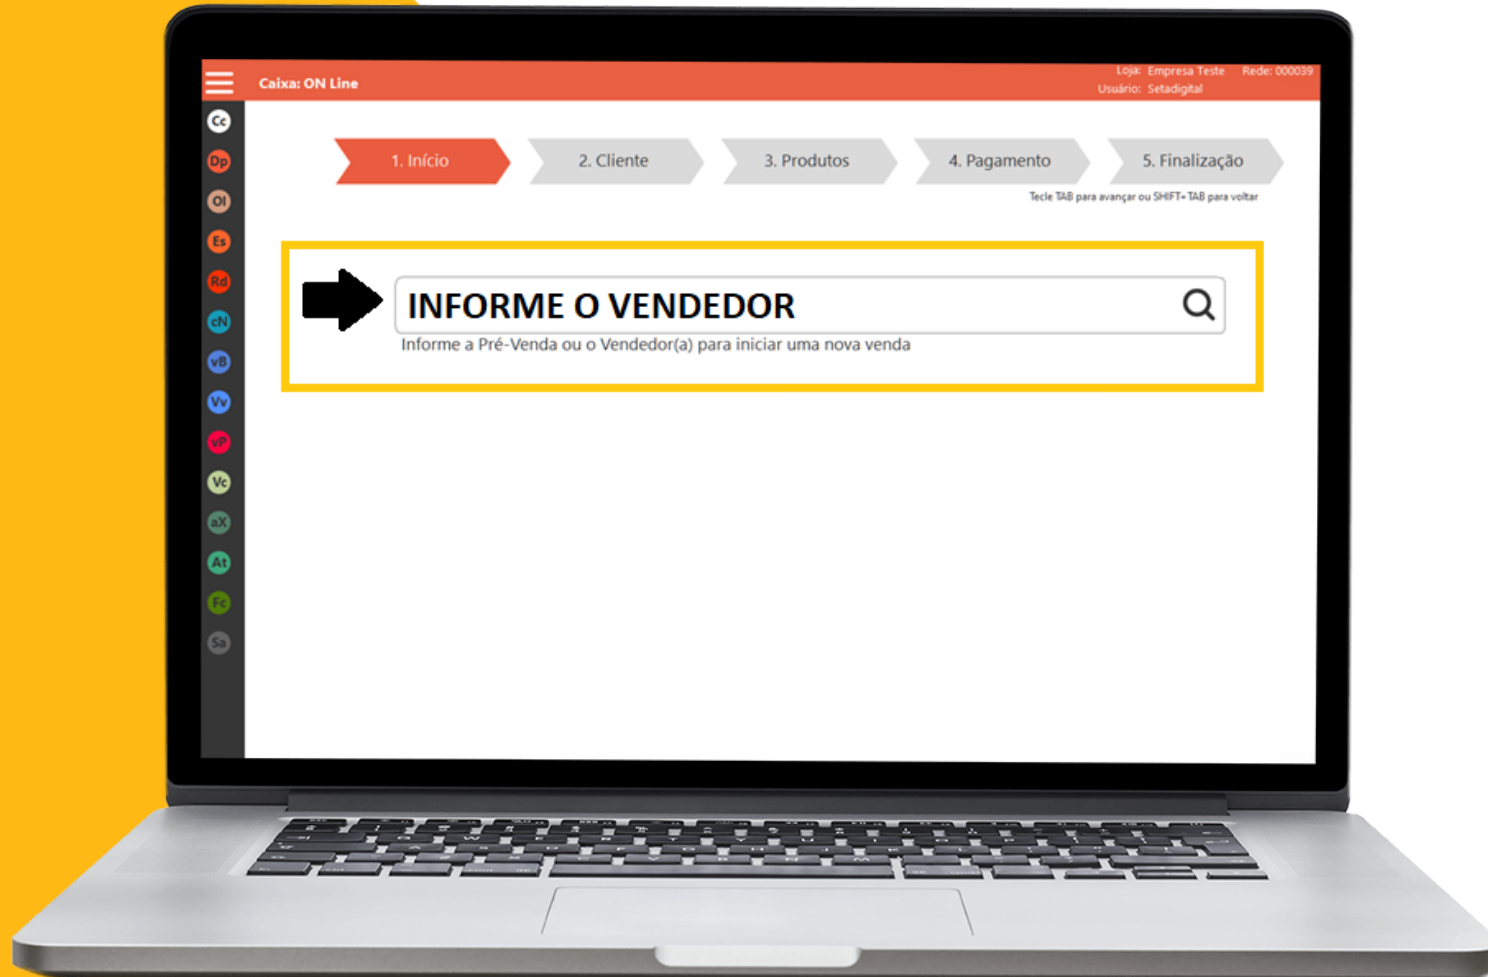 Caixa: ON Line
Loja: Empresa Teste Rede: 000039
Usuário: Setadigital
Cc
Dp
Ol
Es
Rd
cN
vB
Vv
vP
Vc
aX
At
Fc
Sa
1. Início
2. Cliente
3. Produtos
4. Pagamento
5. Finalização
Tecle TAB para avançar ou SHIFT+TAB para voltar
INFORME O VENDEDOR
Informe a Pré-Venda ou o Vendedor(a) para iniciar uma nova venda